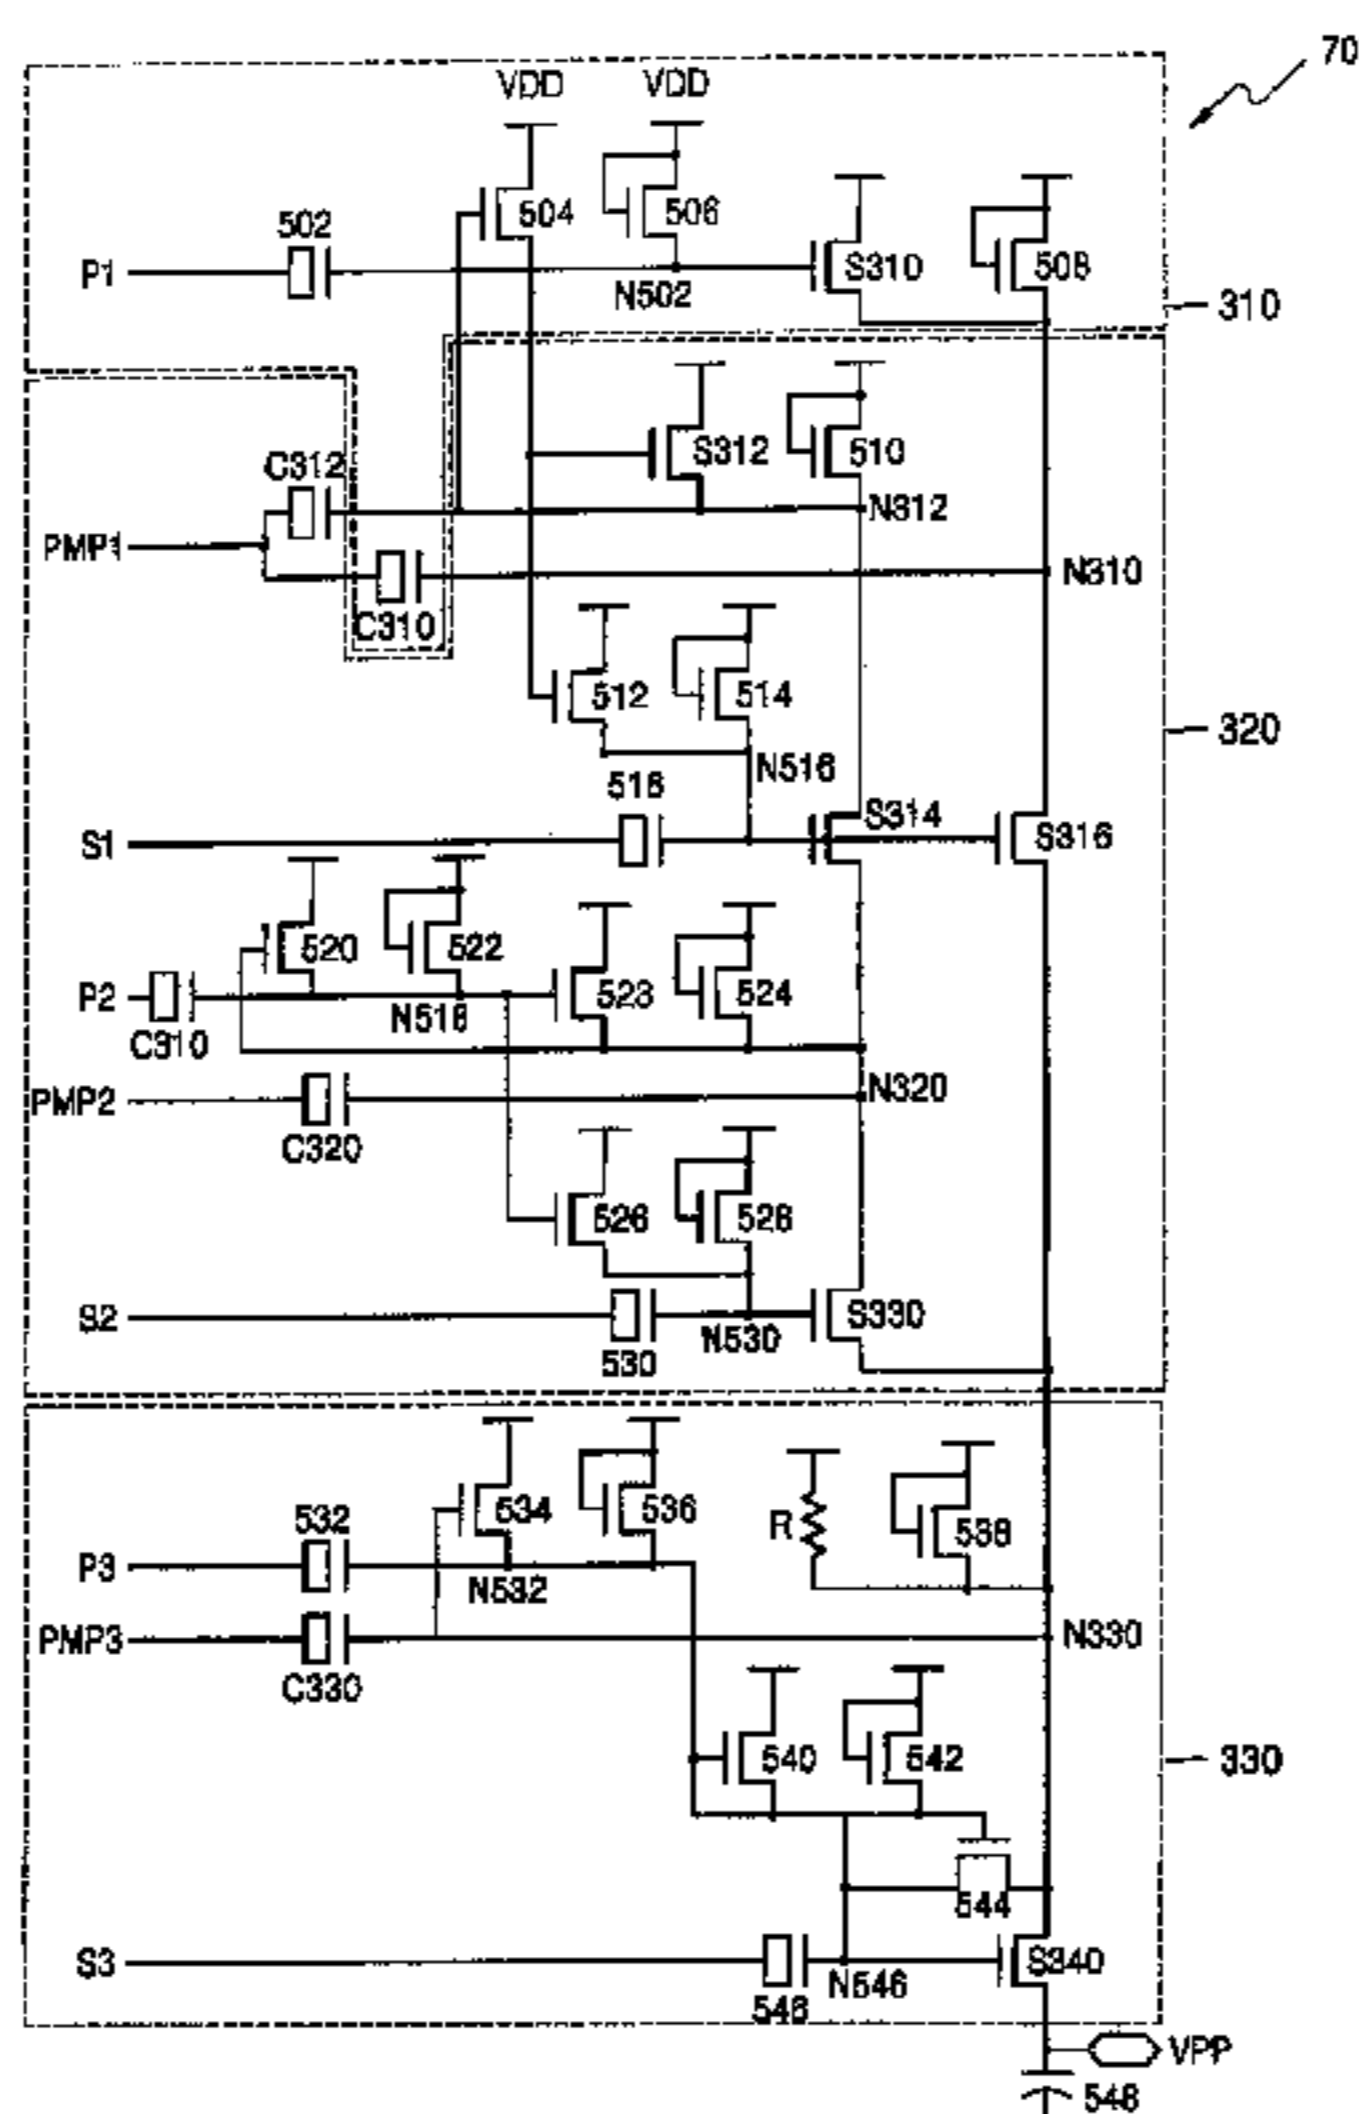 70
VDD VDD
502 504 506
P1 N502 S310 508
310
C312 S312 510
PMP1 N312
C310 N310
512 514
320
N516
516 S314
S1 S316
520 522 523 524
P2 N518
C310
PMP2 N320
C320
526 528
S2 S330
530 N530
532 534 536 R 538
P3 N532
PMP3 N330
C330
540 542 330
544
S3 S340
546 N546
VPP
548